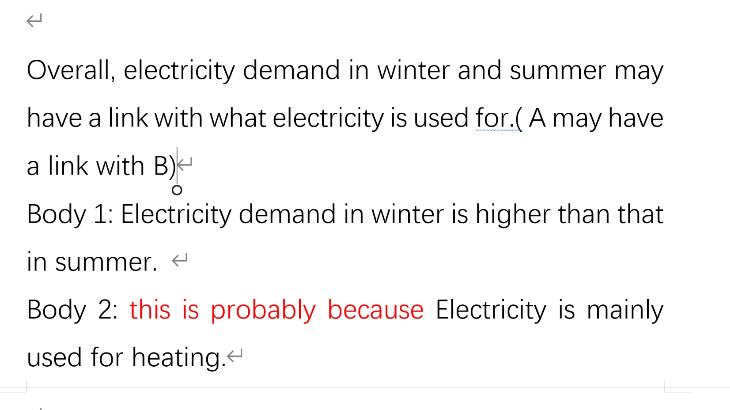 Overall, electricity demand in winter and summer may
have a link with what electricity is used for.( A may have
a link with B)
Body 1: Electricity demand in winter is higher than that
in summer.
Body 2: this is probably because Electricity is mainly
used for heating.